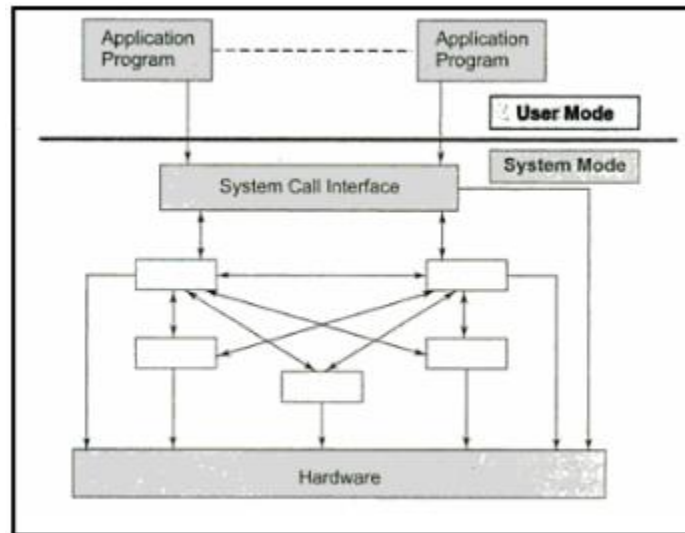 Application
Program
Application
Program
User Mode
System Mode
System Call Interface
Hardware